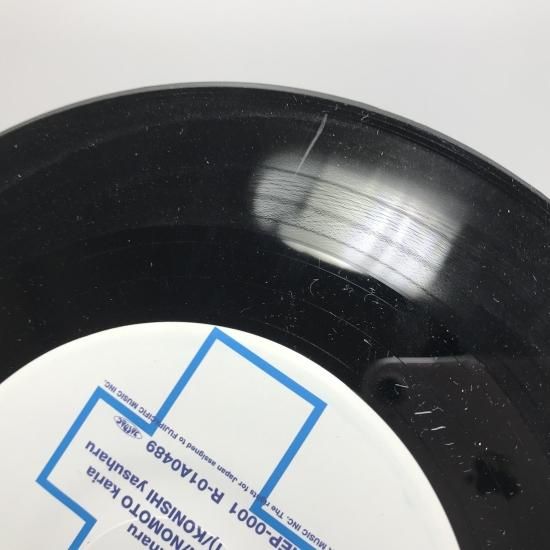 haru
/NOMOTO karia
)/KONISHI yasuharu
EP-0001 R-01A0489
MUSIC INC. The rights for Japan assigned to FUJIPACIFIC MUSIC INC.